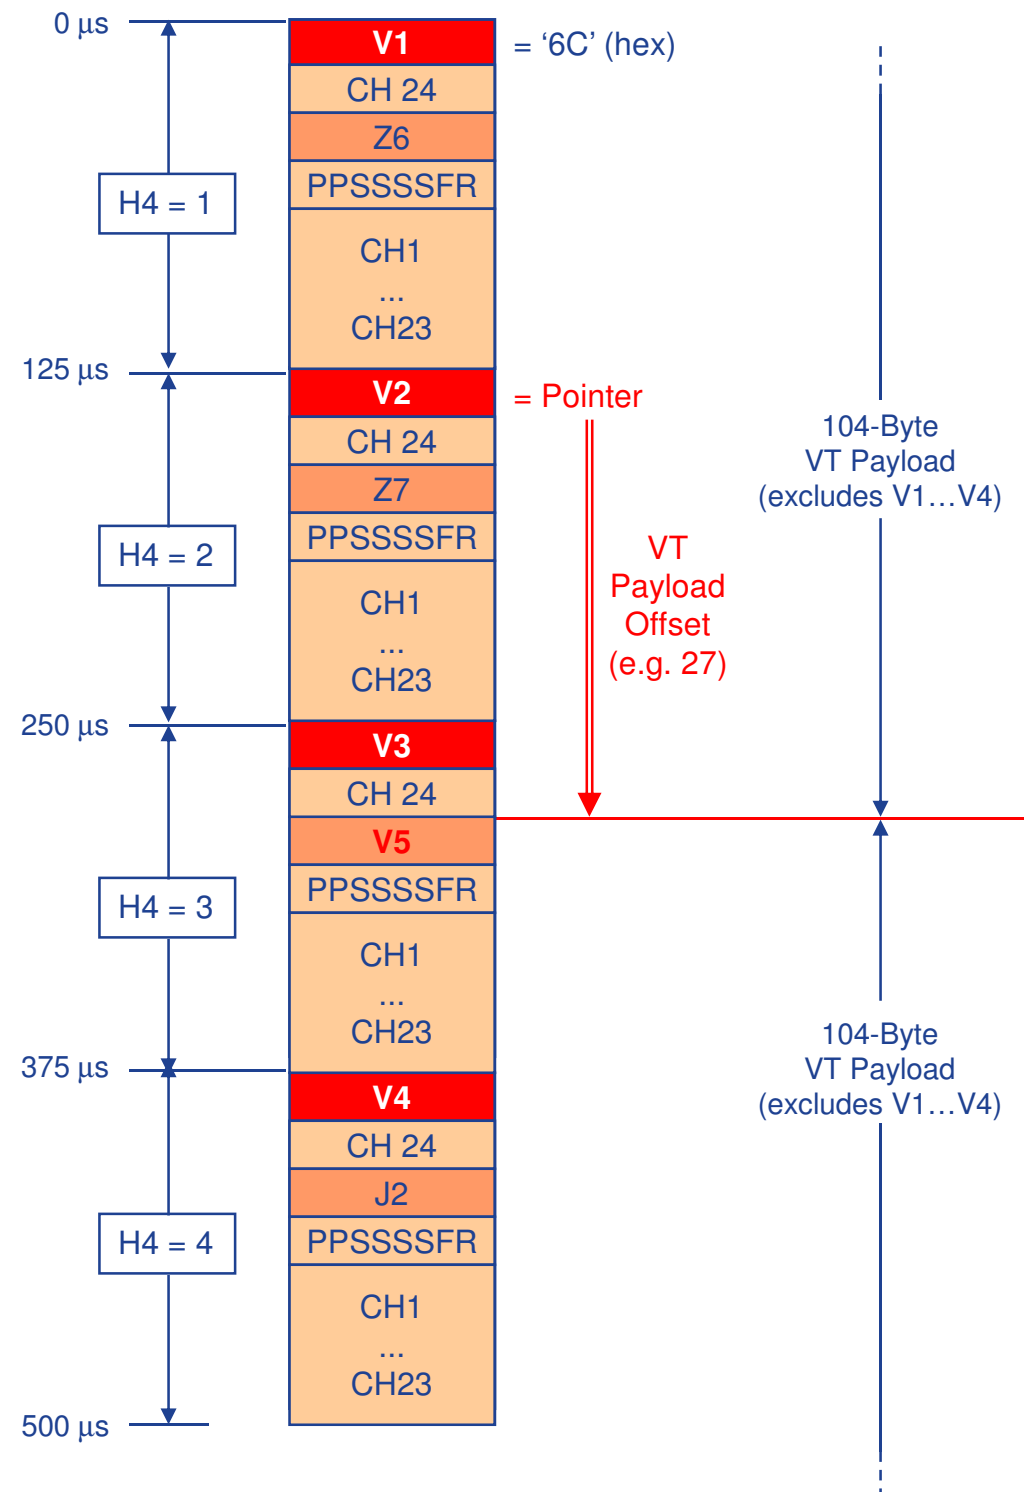 0 µs
V1
= ‘6C’ (hex)
CH 24
Z6
PPSSSSFR
H4 = 1
CH1
...
CH23
125 µs
V2
= Pointer
CH 24
Z7
PPSSSSFR
H4 = 2
CH1
...
CH23
104-Byte
VT Payload
(excludes V1…V4)
VT
Payload
Offset
(e.g. 27)
250 µs
V3
CH 24
V5
PPSSSSFR
H4 = 3
CH1
...
CH23
375 µs
V4
CH 24
J2
PPSSSSFR
H4 = 4
CH1
...
CH23
104-Byte
VT Payload
(excludes V1…V4)
500 µs